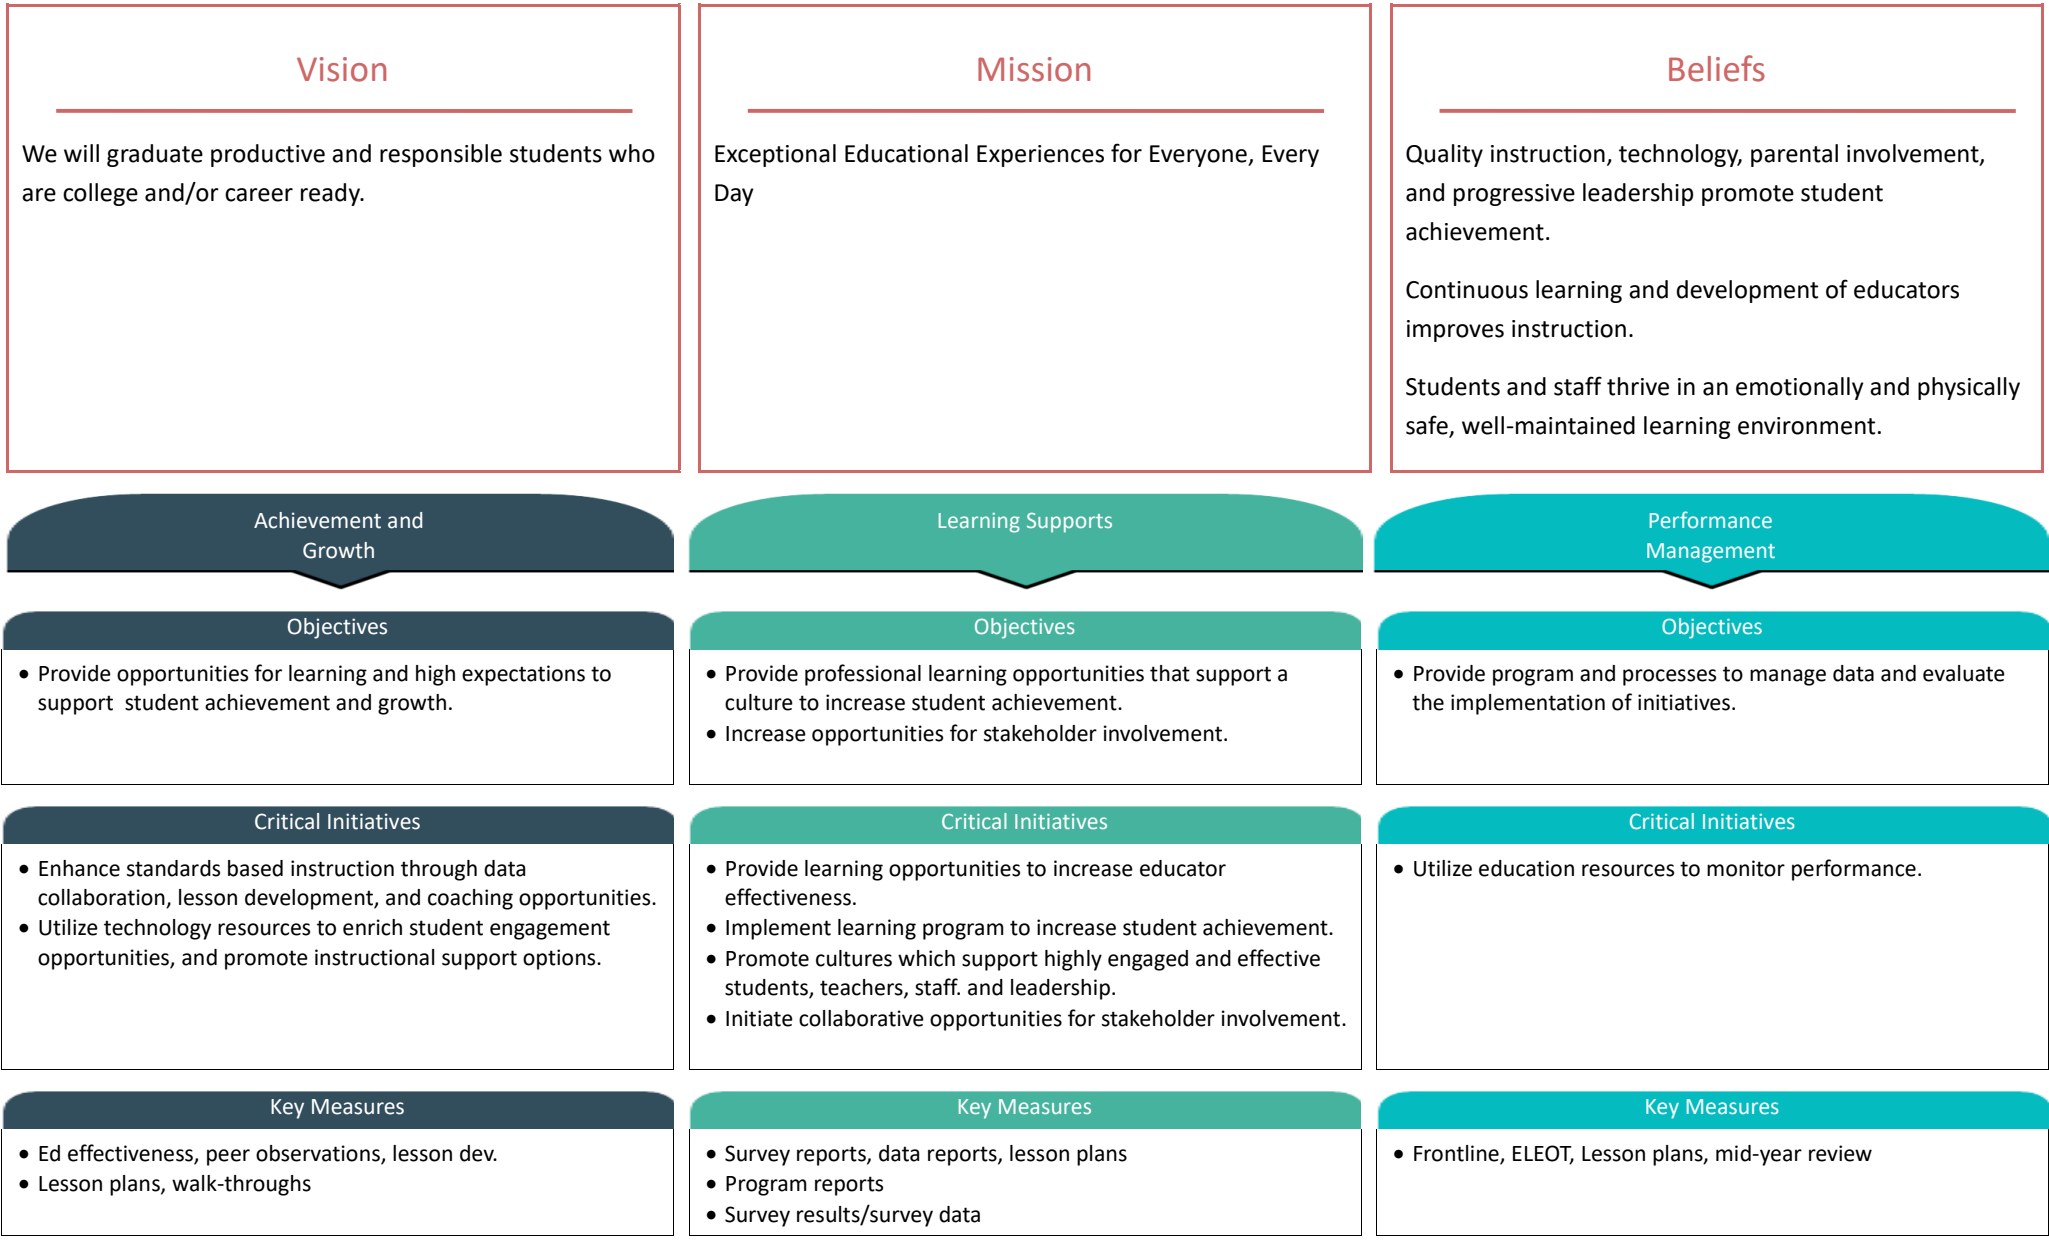 Vision
We will graduate productive and responsible students who
are college and/or career ready.
Mission
Exceptional Educational Experiences for Everyone, Every
Day
Beliefs
Quality instruction, technology, parental involvement,
and progressive leadership promote student
achievement.
Continuous learning and development of educators
improves instruction.
Students and staff thrive in an emotionally and physically
safe, well-maintained learning environment.
Achievement and
Growth
Learning Supports
Performance
Management
Objectives
• Provide opportunities for learning and high expectations to
support  student achievement and growth.
Objectives
• Provide professional learning opportunities that support a
culture to increase student achievement.
• Increase opportunities for stakeholder involvement.
Objectives
• Provide program and processes to manage data and evaluate
the implementation of initiatives.
Critical Initiatives
• Enhance standards based instruction through data
collaboration, lesson development, and coaching opportunities.
• Utilize technology resources to enrich student engagement
opportunities, and promote instructional support options.
Critical Initiatives
• Provide learning opportunities to increase educator
effectiveness.
• Implement learning program to increase student achievement.
• Promote cultures which support highly engaged and effective
students, teachers, staff. and leadership.
• Initiate collaborative opportunities for stakeholder involvement.
Critical Initiatives
• Utilize education resources to monitor performance.
Key Measures
• Ed effectiveness, peer observations, lesson dev.
• Lesson plans, walk-throughs
Key Measures
• Survey reports, data reports, lesson plans
• Program reports
• Survey results/survey data
Key Measures
• Frontline, ELEOT, Lesson plans, mid-year review